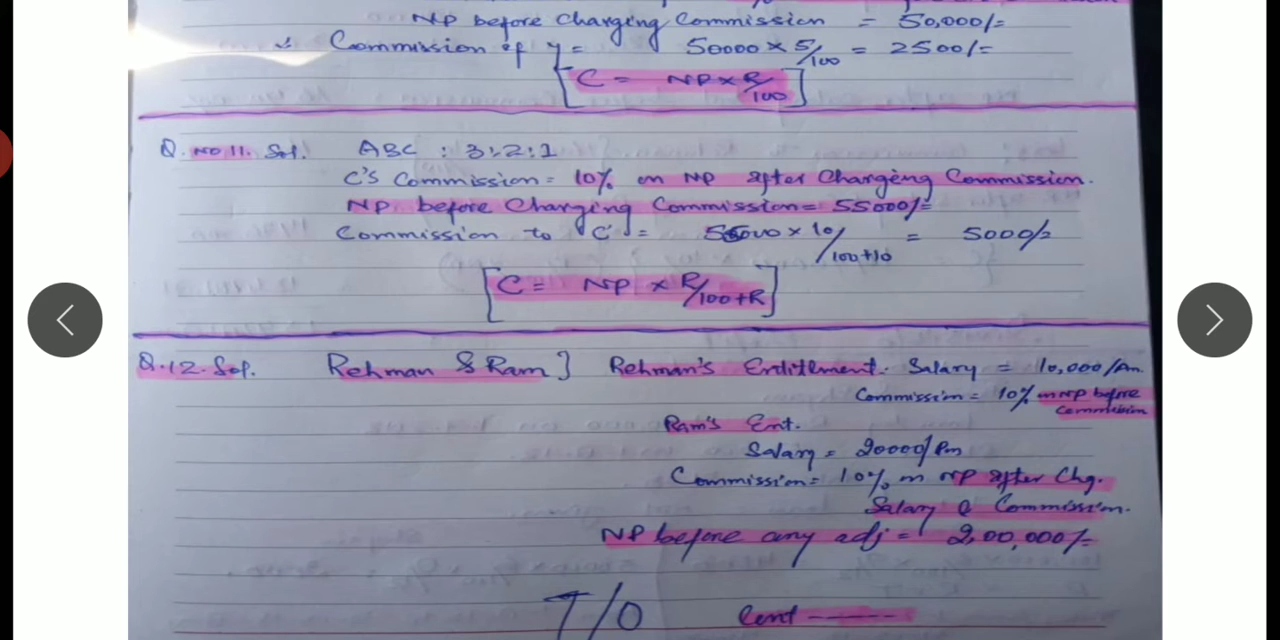 NP before Charging Commission = 50,000/=
∴ Commission of y = 50000 × 5/100 = 2500/=
[C = NP × R/100]
Q. No 11. Sol. ABC : 3:2:1
C's Commission = 10% on NP after Charging Commission.
NP before Charging Commission = 55000/=
Commission to 'C' = 55000 × 10/100+10 = 5000/=
[C = NP × R/100+R]
Q.12. Sol. Rehman & Ram] Rehman's Entitlment. Salary = 10,000/An.
Commission = 10% on NP before
Commission
Ram's Ent.
Salary = 20000/Pm
Commission = 10% on NP after Chg.
Salary & Commission.
NP before any adj = 2,00,000/=
T/O Cont